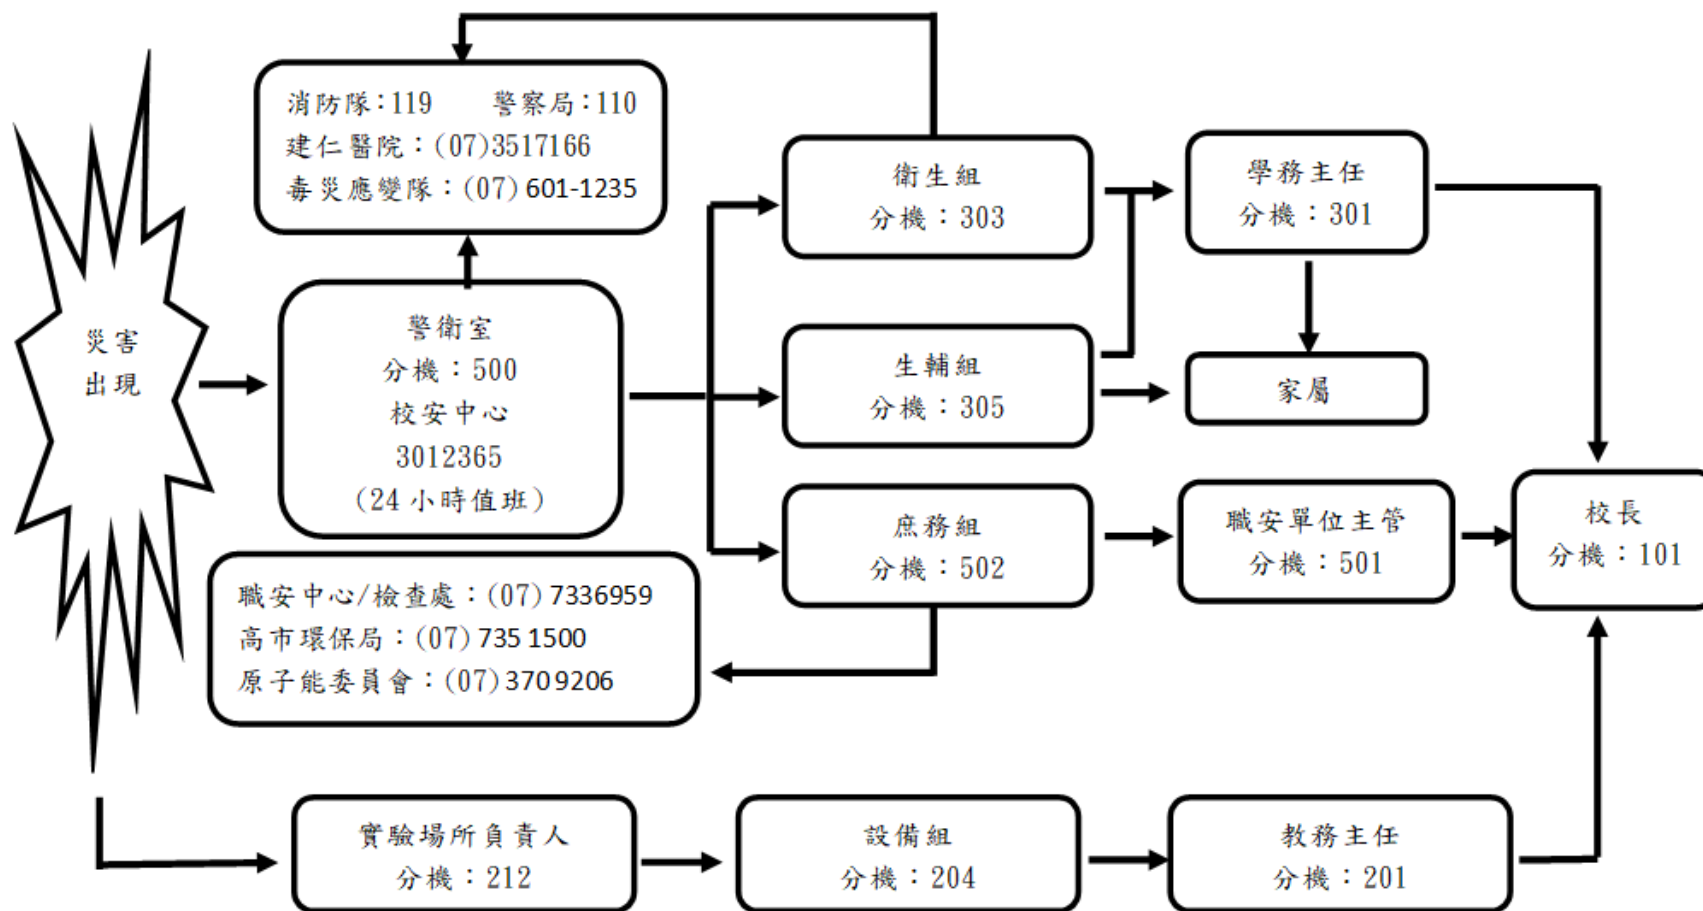 消防隊：119　　警察局：110
建仁醫院：(07)3517166
毒災應變隊：(07) 601-1235
衛生組
分機：303
學務主任
分機：301
災害
出現
警衛室
分機：500
校安中心
3012365
(24 小時值班)
生輔組
分機：305
家屬
庶務組
分機：502
職安單位主管
分機：501
校長
分機：101
職安中心/檢查處：(07) 7336959
高市環保局：(07) 735 1500
原子能委員會：(07) 370 9206
實驗場所負責人
分機：212
設備組
分機：204
教務主任
分機：201